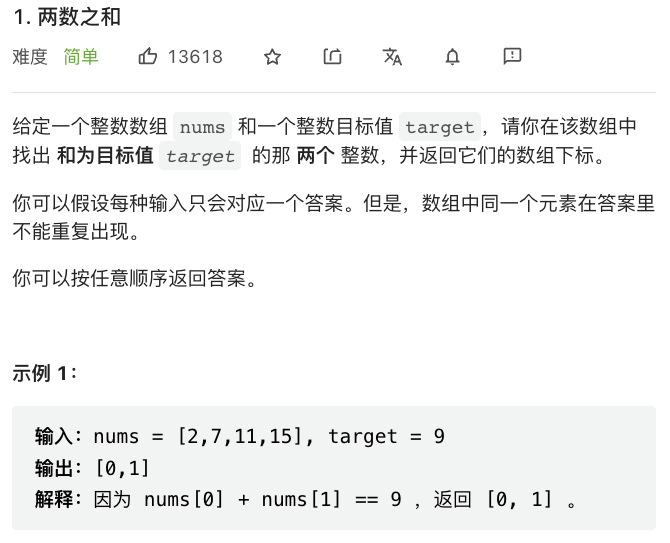 1. 两数之和
难度 简单 13618
给定一个整数数组 nums 和一个整数目标值 target，请你在该数组中
找出 和为目标值 target 的那 两个 整数，并返回它们的数组下标。
你可以假设每种输入只会对应一个答案。但是，数组中同一个元素在答案里
不能重复出现。
你可以按任意顺序返回答案。
示例 1：
输入：nums = [2,7,11,15], target = 9
输出：[0,1]
解释：因为 nums[0] + nums[1] == 9 ，返回 [0, 1] 。